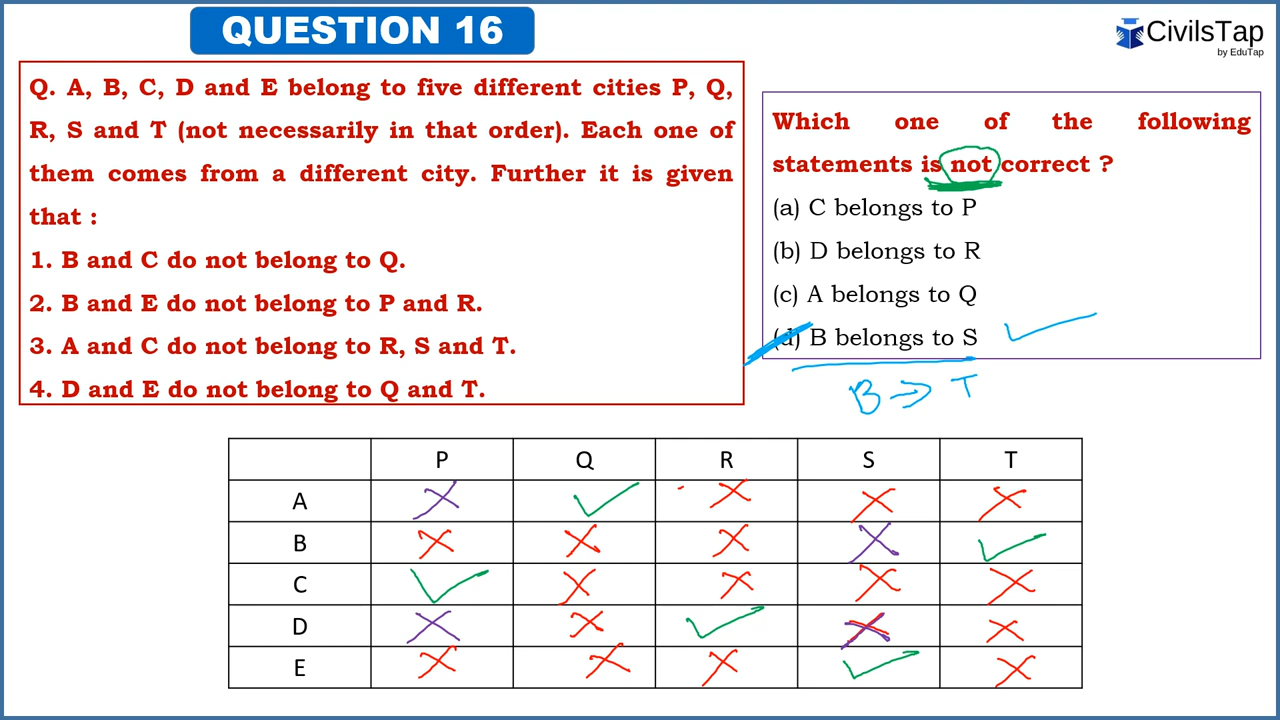 QUESTION 16
CivilsTap
by EduTap
Q. A, B, C, D and E belong to five different cities P, Q,
R, S and T (not necessarily in that order). Each one of
them comes from a different city. Further it is given
that :
1. B and C do not belong to Q.
2. B and E do not belong to P and R.
3. A and C do not belong to R, S and T.
4. D and E do not belong to Q and T.
Which one of the following
statements is not correct ?
(a) C belongs to P
(b) D belongs to R
(c) A belongs to Q
(d) B belongs to S
B ⇒ T
P Q R S T
A
B
C
D
E